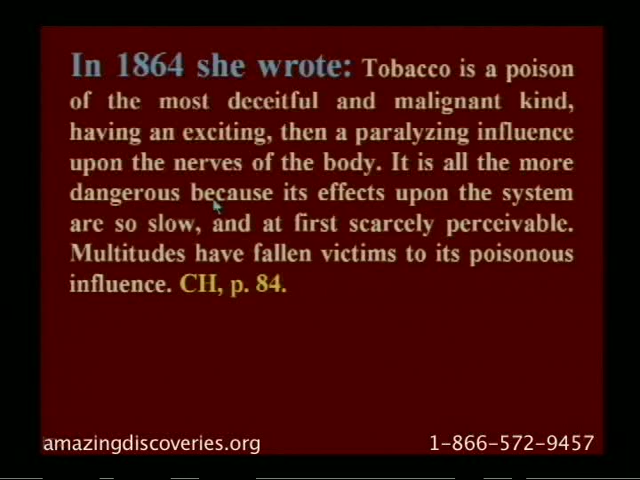 In 1864 she wrote: Tobacco is a poison
of the most deceitful and malignant kind,
having an exciting, then a paralyzing influence
upon the nerves of the body. It is all the more
dangerous because its effects upon the system
are so slow, and at first scarcely perceivable.
Multitudes have fallen victims to its poisonous
influence. CH, p. 84.
amazingdiscoveries.org 1-866-572-9457